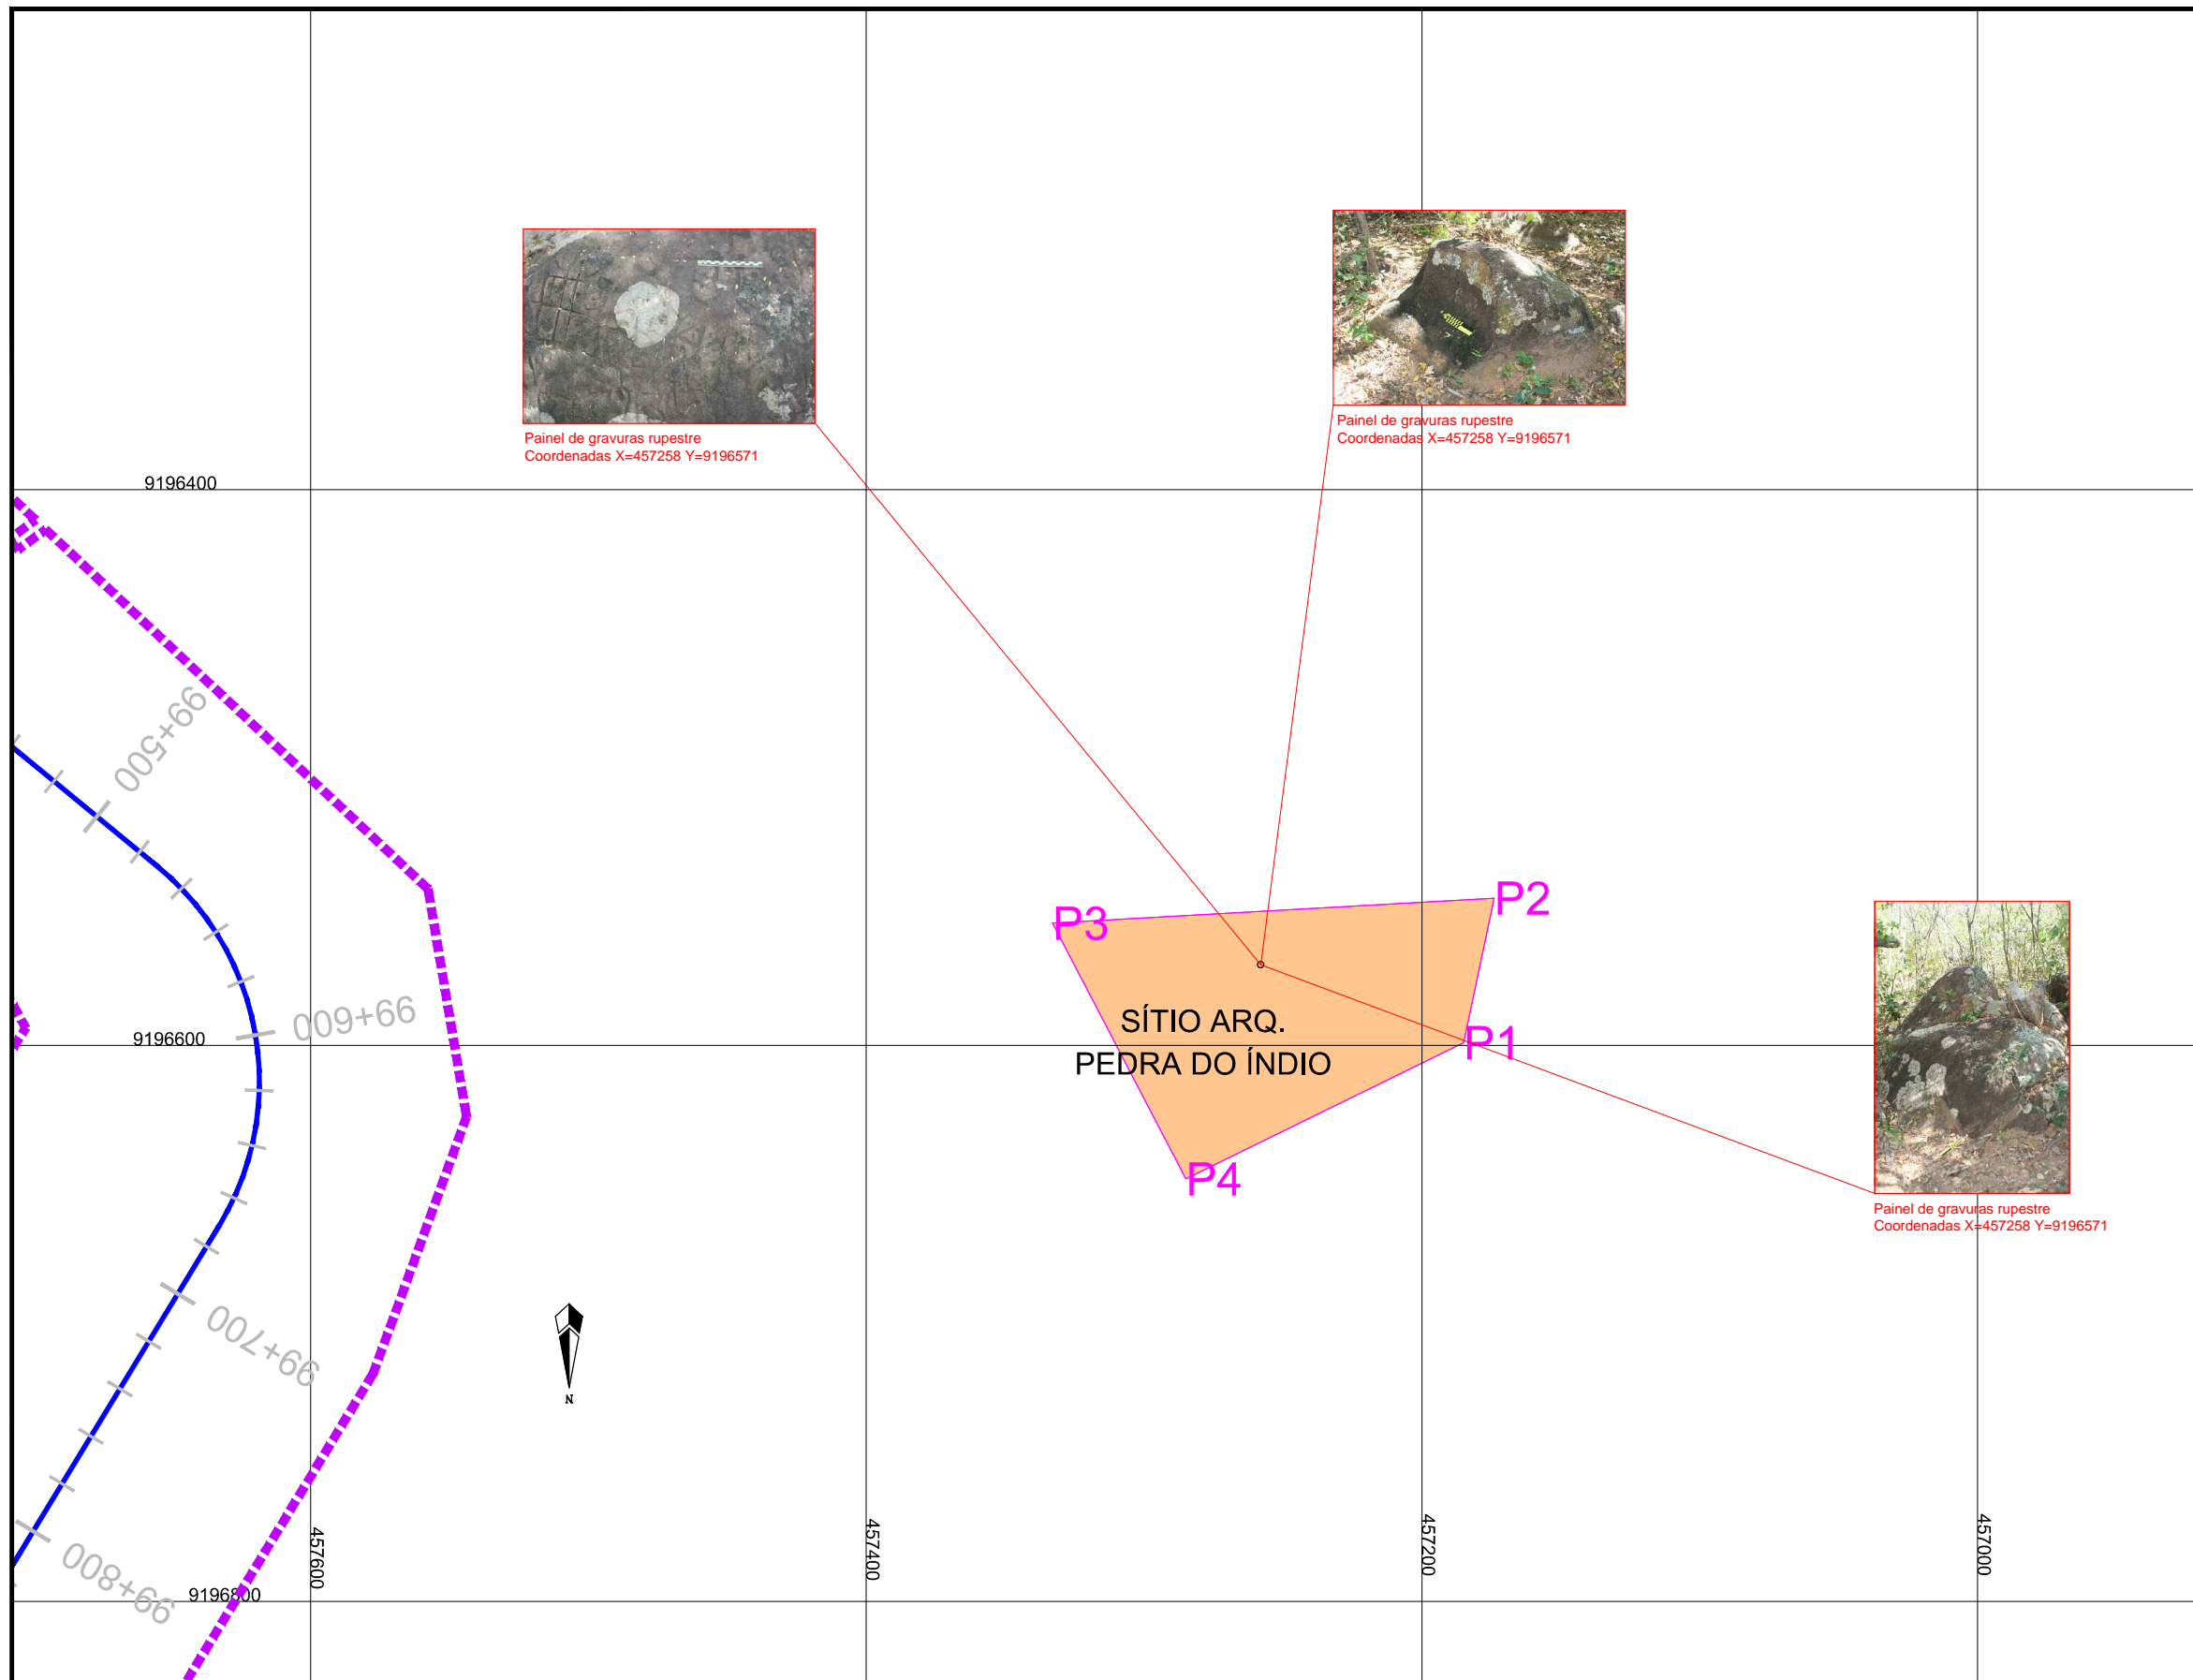 Painel de gravuras rupestre
Coordenadas X=457258 Y=9196571
Painel de gravuras rupestre
Coordenadas X=457258 Y=9196571
9196400
99+500
P2
P3
99+600
9196600
SÍTIO ARQ.
PEDRA DO ÍNDIO
P1
P4
Painel de gravuras rupestre
Coordenadas X=457258 Y=9196571
99+700
N
457600
457400
457200
457000
99+800
9196800